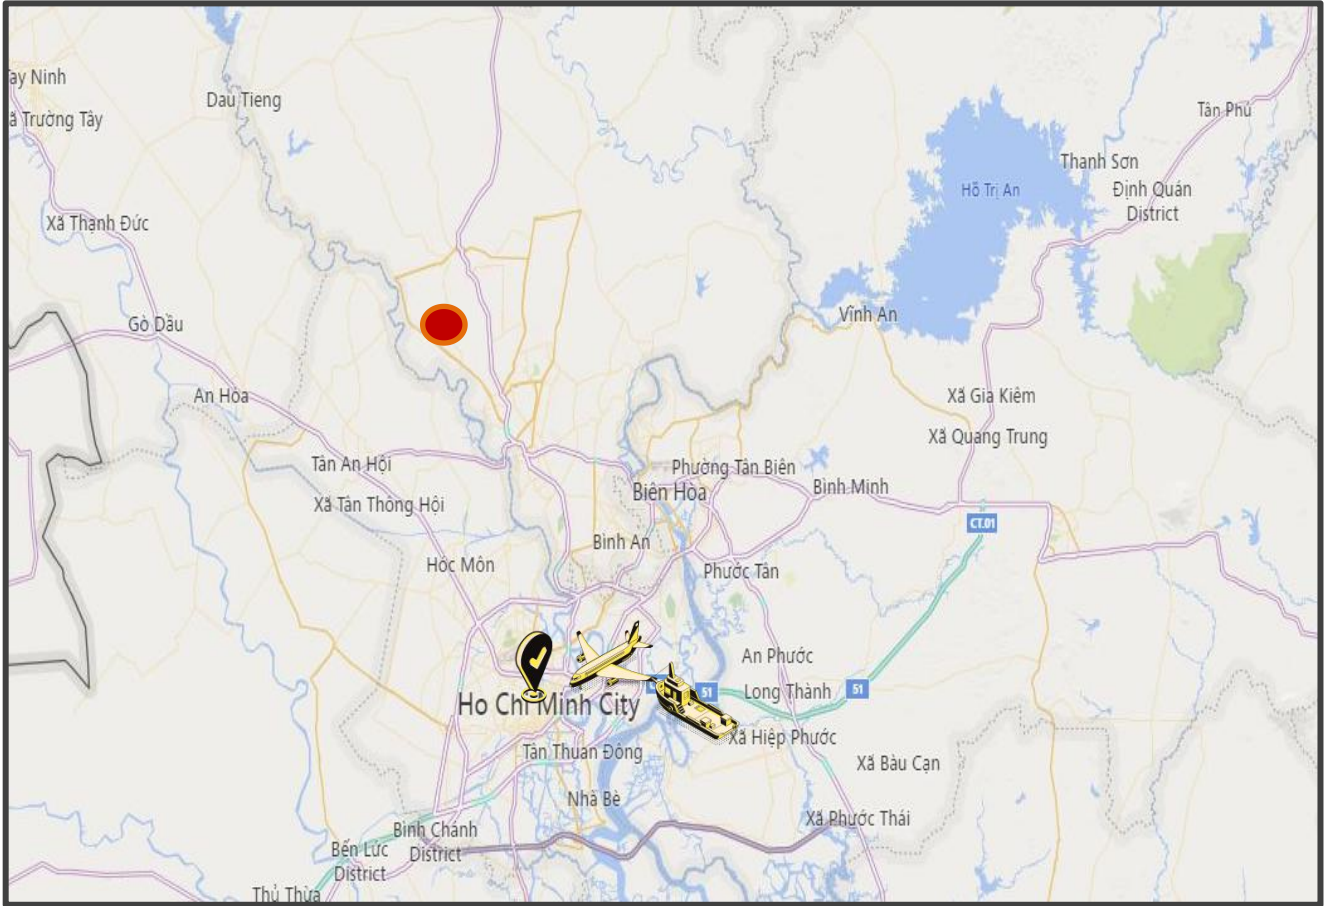 Tay Ninh
ã Trường Tây
Dau Tieng
Tân Phú
Thanh Sơn
Hồ Trị An
Định Quán
District
Xã Thạnh Đức
Gò Dầu
Vĩnh An
An Hòa
Xã Gia Kiêm
Xã Quang Trung
Tân An Hội
Phường Tân Biên
Biên Hòa
Bình Minh
Xã Tân Thông Hội
CT.01
Bình An
Hóc Môn
Phước Tân
An Phước
51
Long Thành
51
Ho Chi Minh City
Xã Hiệp Phước
Tân Thuận Đông
Xã Bàu Cạn
Nhà Bè
Xã Phước Thái
Bình Chánh
District
Bến Lức
District
Thủ Thừa